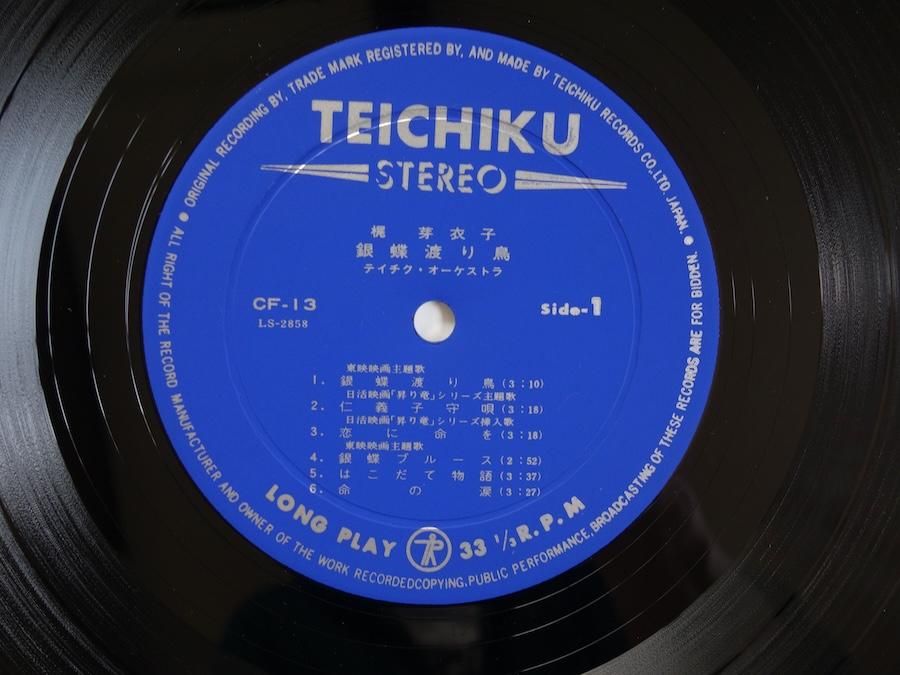 ● ORIGINAL RECORDING BY, TRADE MARK REGISTERED BY, AND MADE BY TEICHIKU RECORDS CO. LTD. JAPAN. ●
TEICHIKU
STEREO
梶 芽衣子
銀蝶渡り鳥
テイチク・オーケストラ
CF-13
LS-2858
Side-1
東映映画主題歌
1. 銀蝶渡り鳥 (3:10)
日活映画「昇り竜」シリーズ主題歌
2. 仁義子守唄 (3:18)
日活映画「昇り竜」シリーズ挿入歌
3. 恋に命を (3:18)
東映映画主題歌
4. 銀蝶ブルース (2:52)
5. はこだて物語 (3:37)
6. 命の涙 (3:27)
LONG PLAY
33 1/3 R.P.M
ALL RIGHT OF THE RECORD MANUFACTURER AND OWNER OF THE WORK RECORDEDCOPYING, PUBLIC PERFORMANCE, BROADCASTING OF THESE RECORDS ARE FOR BIDDEN.